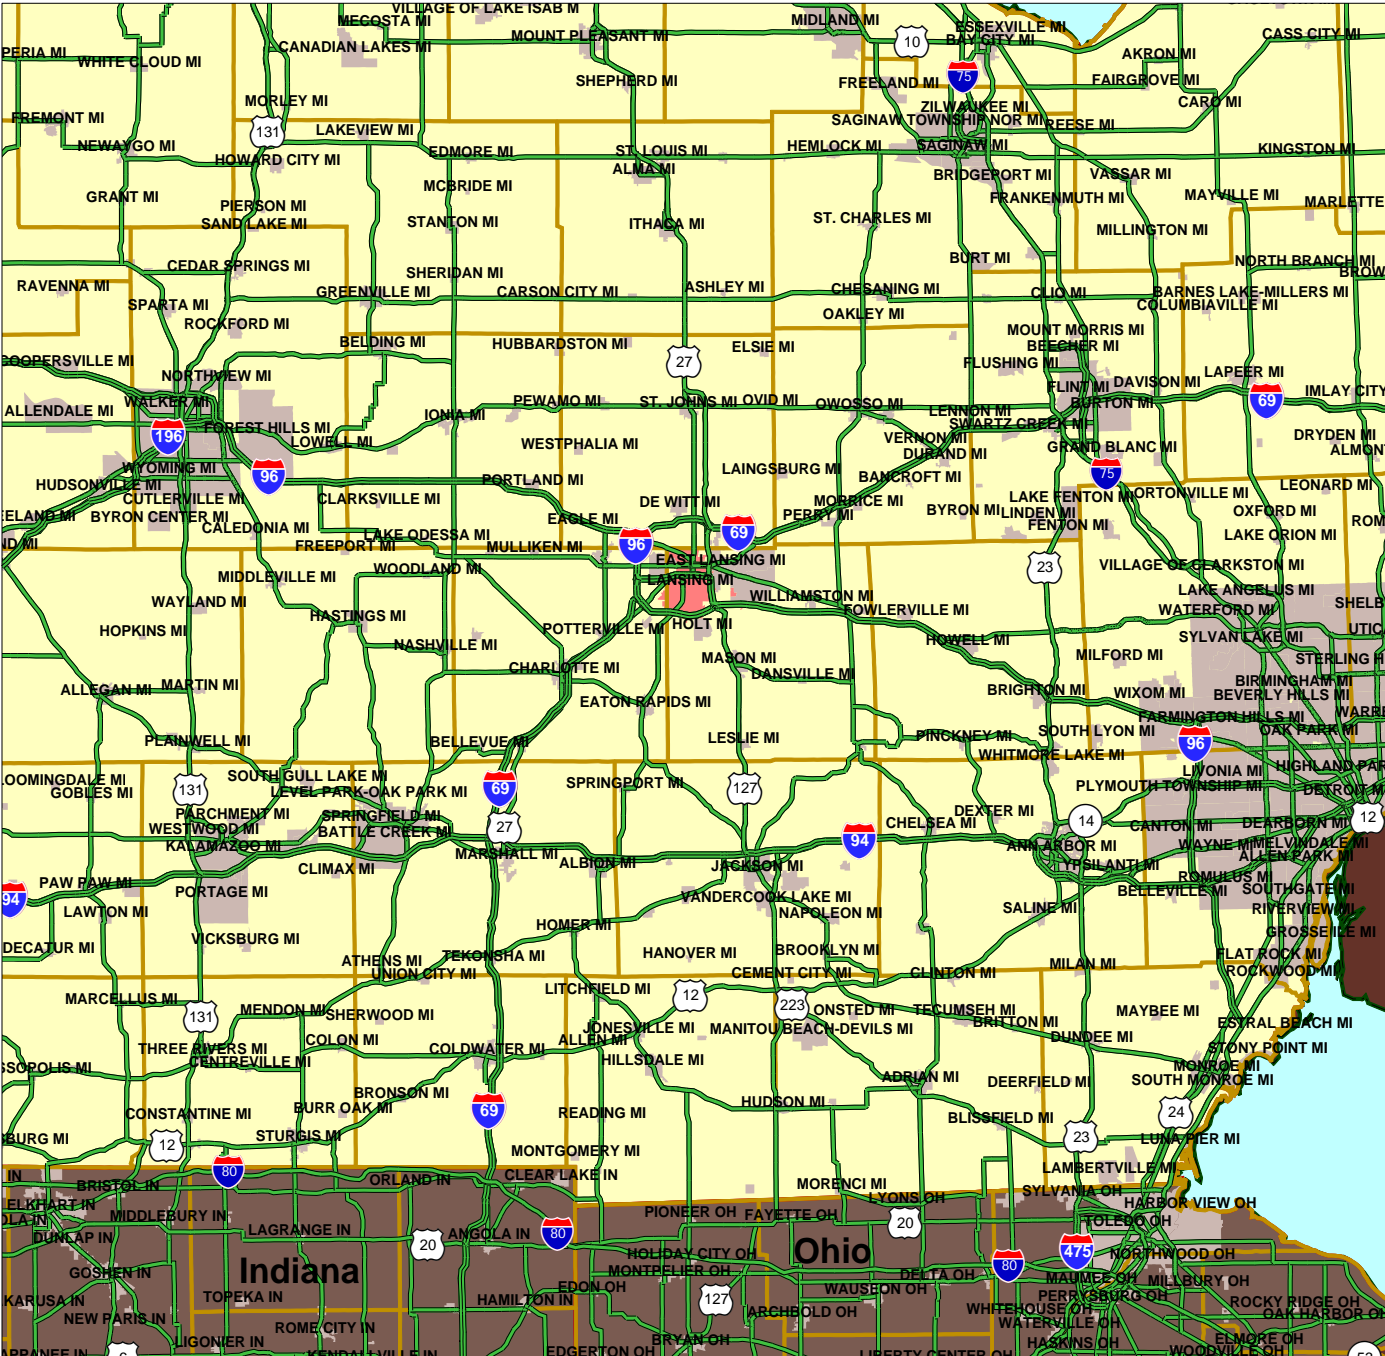 VILLAGE OF LAKE ISAB M
MECOSTA MI
MIDLAND MI
ESSEXVILLE MI
MOUNT PLEASANT MI
10
BAY CITY MI
CASS CITY MI
CANADIAN LAKES MI
PERIA MI
WHITE CLOUD MI
AKRON MI
SHEPHERD MI
FREELAND MI
75
FAIRGROVE MI
MORLEY MI
ZILWAUKEE MI
CARO MI
FREMONT MI
131
LAKEVIEW MI
SAGINAW TOWNSHIP NOR MI
REESE MI
NEWAYGO MI
HOWARD CITY MI
EDMORE MI
ST. LOUIS MI
HEMLOCK MI
SAGINAW MI
KINGSTON MI
ALMA MI
BRIDGEPORT MI
VASSAR MI
MCBRIDE MI
GRANT MI
FRANKENMUTH MI
MAYVILLE MI
MARLETTE
PIERSON MI
SAND LAKE MI
STANTON MI
ITHACA MI
ST. CHARLES MI
MILLINGTON MI
CEDAR SPRINGS MI
SHERIDAN MI
BURT MI
NORTH BRANCH MI
BROW
RAVENNA MI
GREENVILLE MI
CARSON CITY MI
ASHLEY MI
CHESANING MI
CLIO MI
BARNES LAKE-MILLERS MI
SPARTA MI
COLUMBIAVILLE MI
ROCKFORD MI
OAKLEY MI
MOUNT MORRIS MI
BELDING MI
HUBBARDSTON MI
ELSIE MI
BEECHER MI
COOPERSVILLE MI
27
FLUSHING MI
NORTHVIEW MI
LAPEER MI
FLINT MI
DAVISON MI
IMLAY CITY
WALKER MI
PEWAMO MI
ST. JOHNS MI
OVID MI
OWOSSO MI
BURTON MI
69
ALLENDALE MI
IONIA MI
LENNON MI
196
FOREST HILLS MI
SWARTZ CREEK MI
LOWELL MI
WESTPHALIA MI
VERNON MI
GRAND BLANC MI
DRYDEN MI
ALMON
DURAND MI
WYOMING MI
96
LAINGSBURG MI
BANCROFT MI
75
HUDSONVILLE MI
PORTLAND MI
LEONARD MI
CUTLERVILLE MI
CLARKSVILLE MI
DE WITT MI
MORRICE MI
LAKE FENTON MI
ORTONVILLE MI
EELAND MI
BYRON CENTER MI
EAGLE MI
PERRY MI
BYRON MI
LINDEN MI
OXFORD MI
ROM
CALEDONIA MI
LAKE ODESSA MI
69
FENTON MI
LAKE ORION MI
ND MI
FREEPORT MI
MULLIKEN MI
96
EAST LANSING MI
MIDDLEVILLE MI
WOODLAND MI
LANSING MI
23
VILLAGE OF CLARKSTON MI
WAYLAND MI
WILLIAMSTON MI
LAKE ANGELUS MI
SHELB
HASTINGS MI
FOWLERVILLE MI
WATERFORD MI
HOPKINS MI
POTTERVILLE MI
HOLT MI
UTIC
NASHVILLE MI
HOWELL MI
SYLVAN LAKE MI
MASON MI
MILFORD MI
STERLING H
CHARLOTTE MI
DANSVILLE MI
BIRMINGHAM MI
ALLEGAN MI
MARTIN MI
BRIGHTON MI
WIXOM MI
BEVERLY HILLS MI
EATON RAPIDS MI
FARMINGTON HILLS MI
WARRE
PLAINWELL MI
BELLEVUE MI
LESLIE MI
PINCKNEY MI
SOUTH LYON MI
OAK PARK MI
WHITMORE LAKE MI
96
LOOMINGDALE MI
SOUTH GULL LAKE MI
SPRINGPORT MI
LIVONIA MI
HIGHLAND PAR
GOBLES MI
131
LEVEL PARK-OAK PARK MI
69
127
PLYMOUTH TOWNSHIP MI
DETROIT M
PARCHMENT MI
SPRINGFIELD MI
DEXTER MI
WESTWOOD MI
BATTLE CREEK MI
27
CHELSEA MI
14
CANTON MI
DEARBORN MI
12
KALAMAZOO MI
MARSHALL MI
ALBION MI
94
ANN ARBOR MI
WAYNE M
MELVINDALE MI
CLIMAX MI
JACKSON MI
YPSILANTI MI
ALLEN PARK MI
PAW PAW MI
PORTAGE MI
ROMULUS MI
94
VANDERCOOK LAKE MI
BELLEVILLE MI
SOUTHGATE MI
LAWTON MI
NAPOLEON MI
SALINE MI
RIVERVIEW MI
HOMER MI
DECATUR MI
VICKSBURG MI
GROSSE ILE MI
HANOVER MI
BROOKLYN MI
ATHENS MI
TEKONSHA MI
FLAT ROCK MI
UNION CITY MI
CEMENT CITY MI
CLINTON MI
MILAN MI
ROCKWOOD MI
LITCHFIELD MI
12
MARCELLUS MI
MENDON MI
223
ONSTED MI
TECUMSEH MI
MAYBEE MI
131
SHERWOOD MI
JONESVILLE MI
MANITOU BEACH-DEVILS MI
BRITTON MI
ESTRAL BEACH MI
COLON MI
ALLEN MI
DUNDEE MI
THREE RIVERS MI
COLDWATER MI
STONY POINT MI
CENTREVILLE MI
HILLSDALE MI
MONROE MI
SSOPOLIS MI
ADRIAN MI
DEERFIELD MI
SOUTH MONROE MI
BRONSON MI
HUDSON MI
BURR OAK MI
69
READING MI
24
CONSTANTINE MI
BLISSFIELD MI
SBURG MI
12
STURGIS MI
23
LUNA PIER MI
MONTGOMERY MI
80
LAMBERTVILLE MI
IN
ORLAND IN
CLEAR LAKE IN
MORENCI MI
BRISTOL IN
LYONS OH
SYLVANIA OH
ELKHART IN
HARBOR VIEW OH
OLA IN
MIDDLEBURY IN
PIONEER OH
FAYETTE OH
20
TOLEDO OH
LAGRANGE IN
ANGOLA IN
DUNLAP IN
20
80
Ohio
475
HOLIDAY CITY OH
NORTHWOOD OH
GOSHEN IN
Indiana
MONTPELIER OH
DELTA OH
80
MAUMEE OH
MILLBURY OH
EDON OH
WAUSEON OH
KARUSA IN
TOPEKA IN
HAMILTON IN
127
PERRYSBURG OH
ROCKY RIDGE OH
ARCHBOLD OH
WHITEHOUSE OH
OAK HARBOR OH
NEW PARIS IN
ROME CITY IN
WATERVILLE OH
LIGONIER IN
BRYAN OH
HASKINS OH
ELMORE OH
APPANEE IN
KENDALLVILLE IN
EDGERTON OH
LIBERTY CENTER OH
WOODVILLE OH